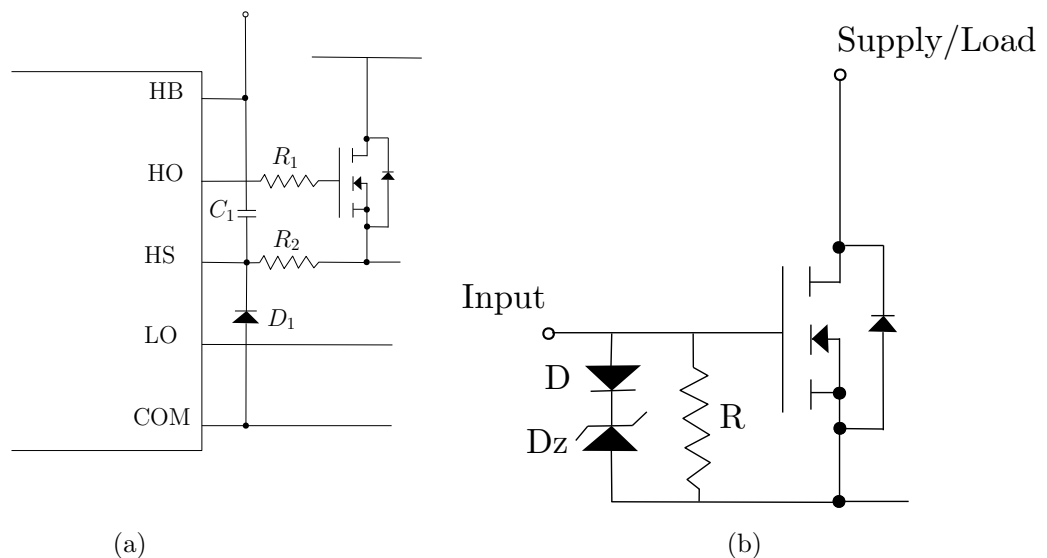 HB
HO
R1
C1
HS
R2
D1
LO
COM
(a)
Supply/Load
Input
D
Dz
R
(b)